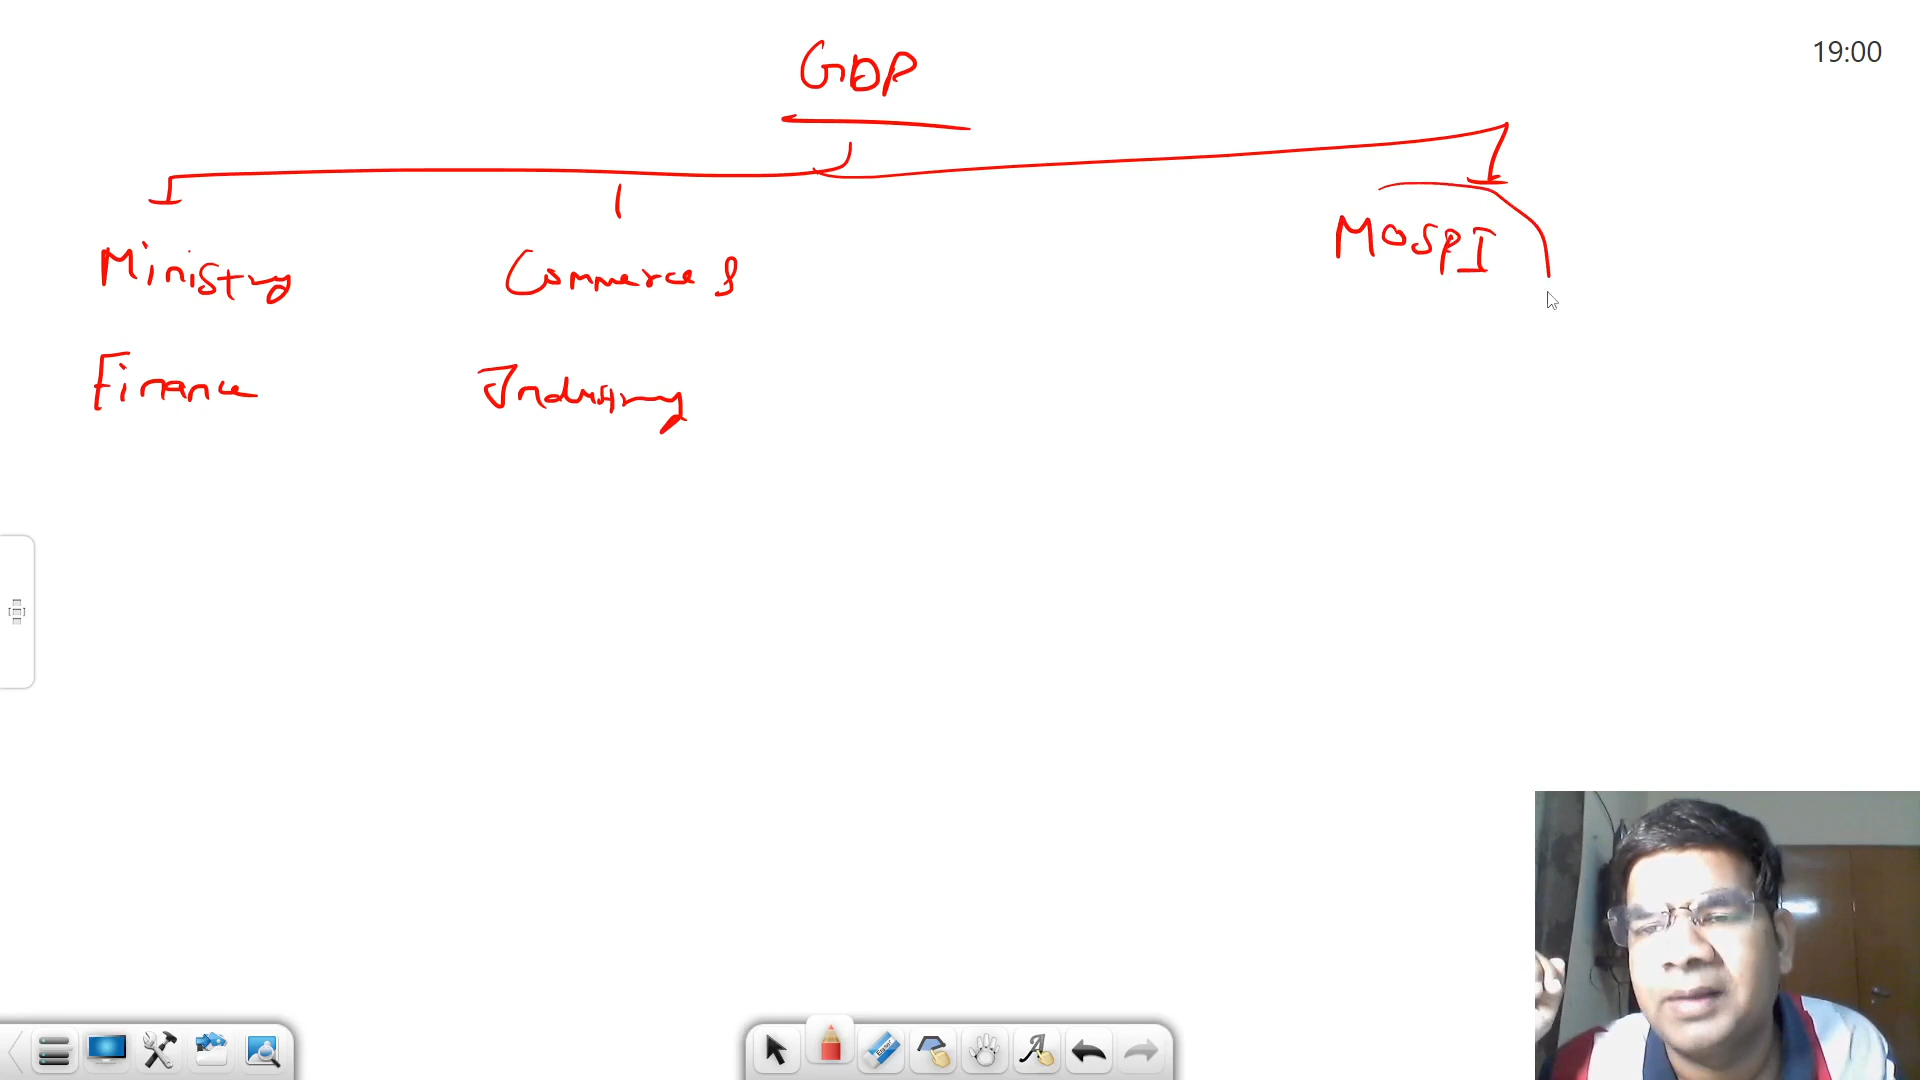 19:00
GDP
Ministry
Finance
Commerce &
Industry
MOSPI